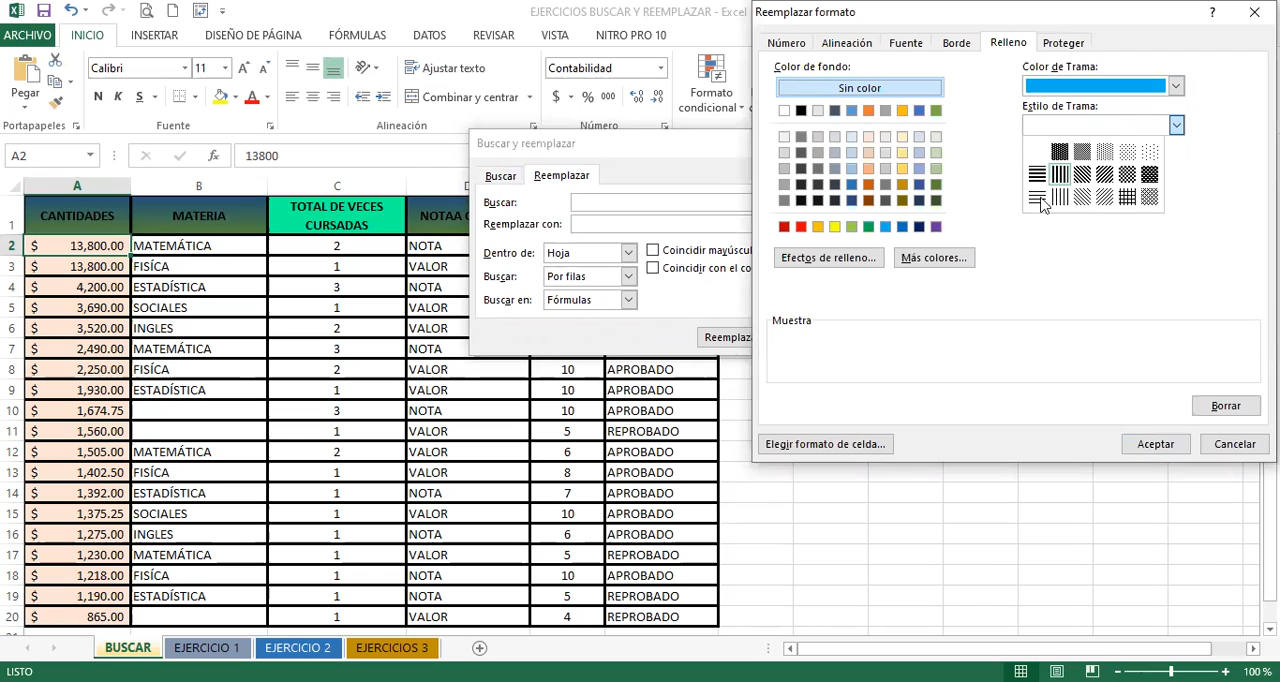 EJERCICIOS BUSCAR Y REEMPLAZAR - Excel
ARCHIVO INICIO INSERTAR DISEÑO DE PÁGINA FÓRMULAS DATOS REVISAR VISTA NITRO PRO 10
Pegar
Calibri 11
Ajustar texto
Contabilidad
N K S
Combinar y centrar
$ % 000
Formato
condicional
Portapapeles Fuente Alineación Número
A2 13800
A B C D
1 CANTIDADES MATERIA TOTAL DE VECES CURSADAS NOTAA
2 $ 13,800.00 MATEMÁTICA 2 NOTA
3 $ 13,800.00 FISÍCA 1 VALOR
4 $ 4,200.00 ESTADÍSTICA 3 NOTA
5 $ 3,690.00 SOCIALES 1 VALOR
6 $ 3,520.00 INGLES 2 VALOR
7 $ 2,490.00 MATEMÁTICA 3 NOTA
8 $ 2,250.00 FISÍCA 2 VALOR 10 APROBADO
9 $ 1,930.00 ESTADÍSTICA 1 VALOR 10 APROBADO
10 $ 1,674.75 3 NOTA 10 APROBADO
11 $ 1,560.00 1 VALOR 5 REPROBADO
12 $ 1,505.00 MATEMÁTICA 2 VALOR 6 APROBADO
13 $ 1,402.50 FISÍCA 1 VALOR 8 APROBADO
14 $ 1,392.00 ESTADÍSTICA 1 NOTA 7 APROBADO
15 $ 1,375.25 SOCIALES 1 VALOR 10 APROBADO
16 $ 1,275.00 INGLES 1 NOTA 6 APROBADO
17 $ 1,230.00 MATEMÁTICA 1 VALOR 5 REPROBADO
18 $ 1,218.00 FISÍCA 1 NOTA 10 APROBADO
19 $ 1,190.00 ESTADÍSTICA 1 NOTA 5 REPROBADO
20 $ 865.00 1 VALOR 4 REPROBADO
Buscar y reemplazar
Buscar Reemplazar
Buscar:
Reemplazar con:
Dentro de: Hoja Coincidir mayúscul
Buscar: Por filas Coincidir con el co
Buscar en: Fórmulas
Reemplaza
Reemplazar formato ?
Número Alineación Fuente Borde Relleno Proteger
Color de fondo:
Sin color
Color de Trama:
Estilo de Trama:
Efectos de relleno... Más colores...
Muestra
Borrar
Elegir formato de celda... Aceptar Cancelar
BUSCAR EJERCICIO 1 EJERCICIO 2 EJERCICIOS 3
LISTO 100 %